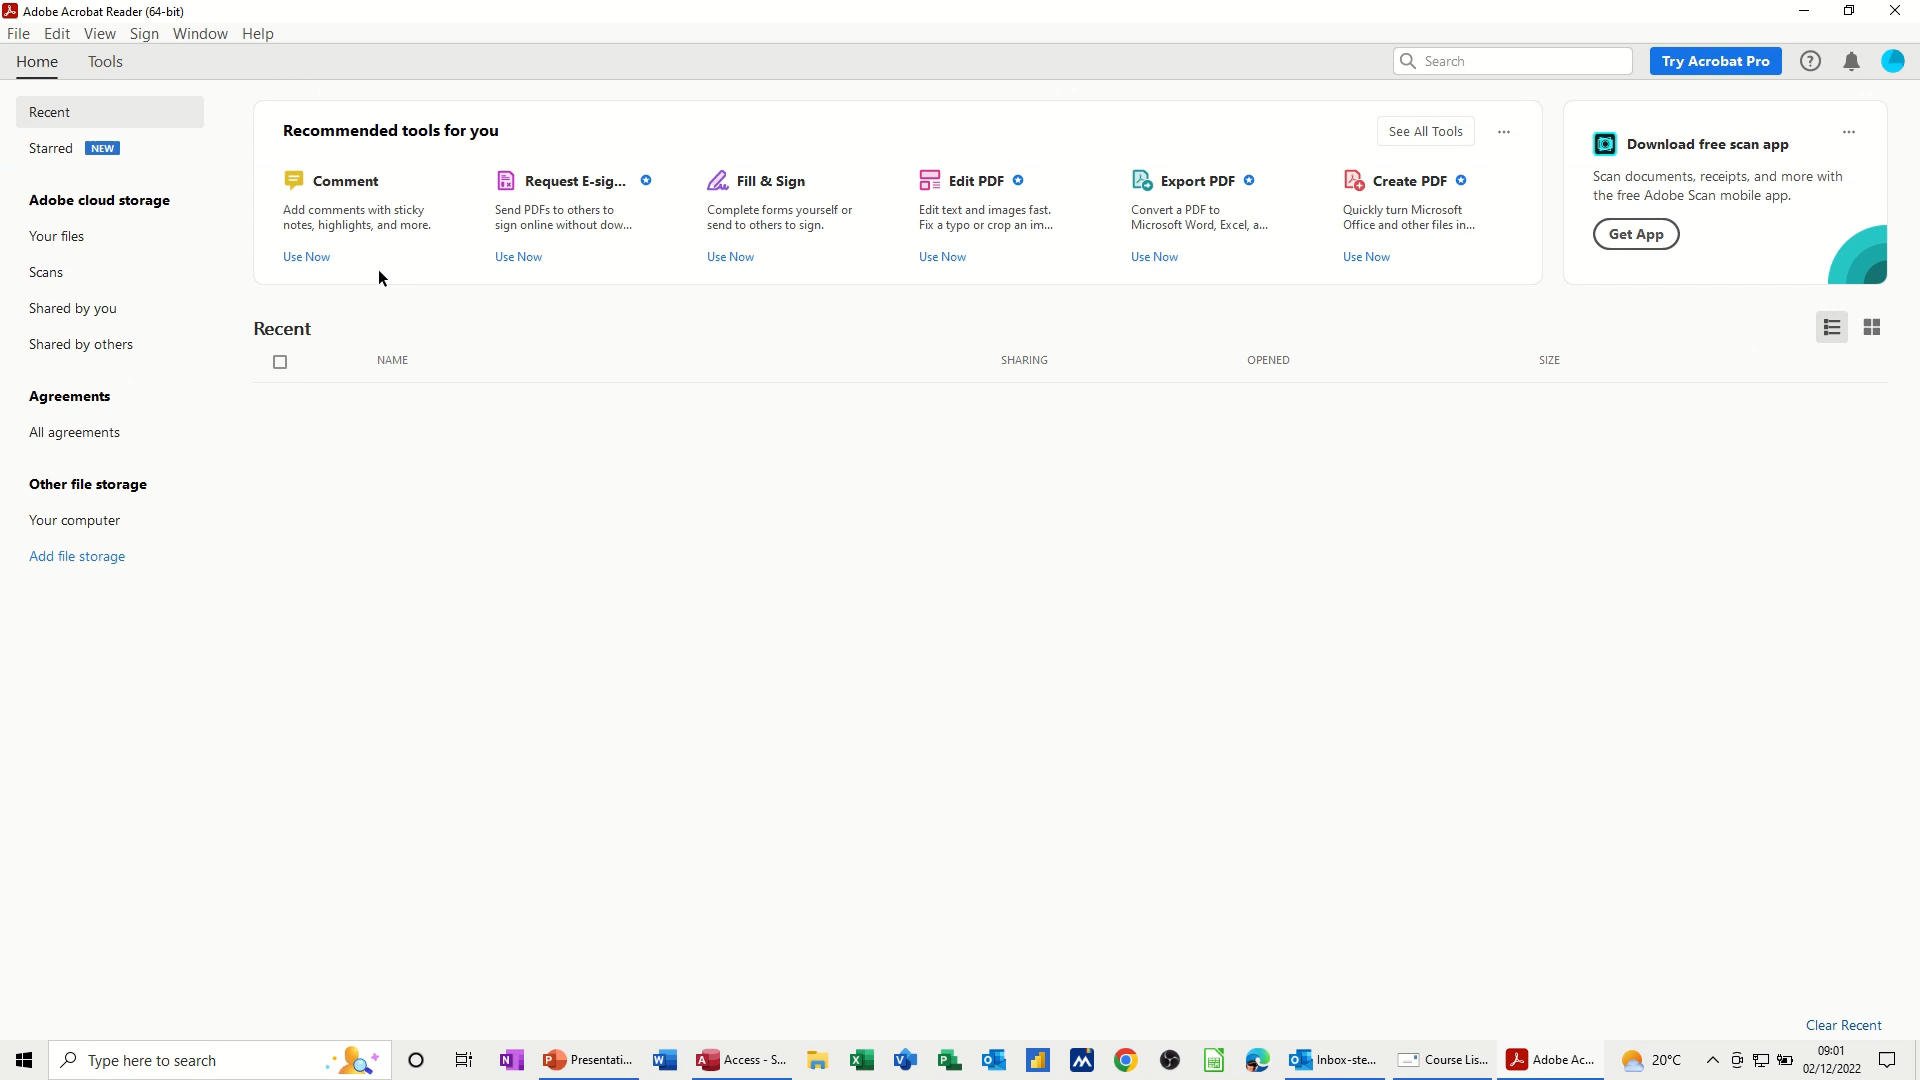 Adobe Acrobat Reader (64-bit)
File Edit View Sign Window Help
Home Tools
Search
Try Acrobat Pro
Recent
Starred NEW
Adobe cloud storage
Your files
Scans
Shared by you
Shared by others
Agreements
All agreements
Other file storage
Your computer
Add file storage
Recommended tools for you
See All Tools
Comment
Add comments with sticky
notes, highlights, and more.
Use Now
Request E-sig...
Send PDFs to others to
sign online without dow...
Use Now
Fill & Sign
Complete forms yourself or
send to others to sign.
Use Now
Edit PDF
Edit text and images fast.
Fix a typo or crop an im...
Use Now
Export PDF
Convert a PDF to
Microsoft Word, Excel, a...
Use Now
Create PDF
Quickly turn Microsoft
Office and other files in...
Use Now
Download free scan app
Scan documents, receipts, and more with
the free Adobe Scan mobile app.
Get App
Recent
NAME SHARING OPENED SIZE
Clear Recent
Type here to search
Presentati...
Access - S...
Inbox-ste...
Course Lis...
Adobe Ac...
20°C
09:01
02/12/2022